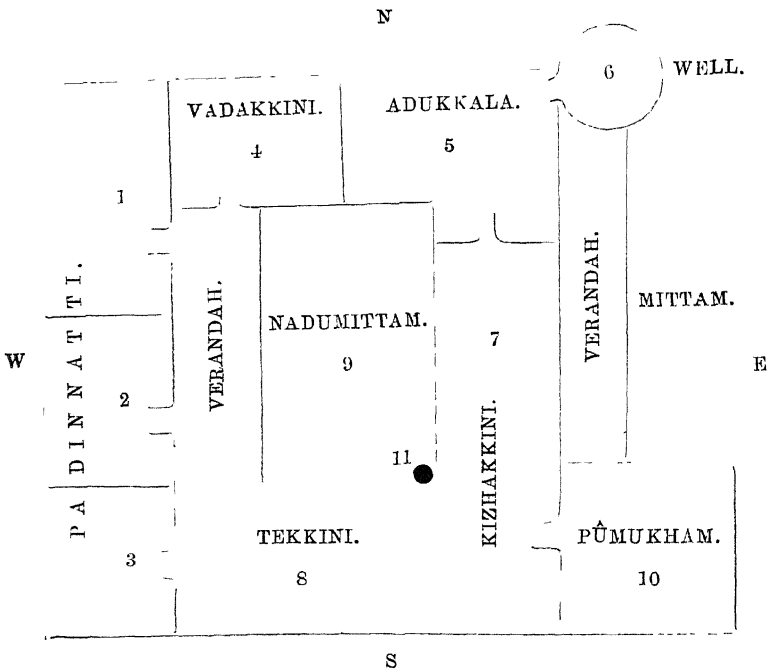 N
6
WELL.
VADAKKINI.
4
ADUKKALA.
5
1
VERANDAH.
NADUMITTAM.
9
7
VERANDAH.
MITTAM.
W
PADINNATTI.
2
E
KIZHAKKINI.
11
TEKKINI.
8
PÛMUKHAM.
10
3
S